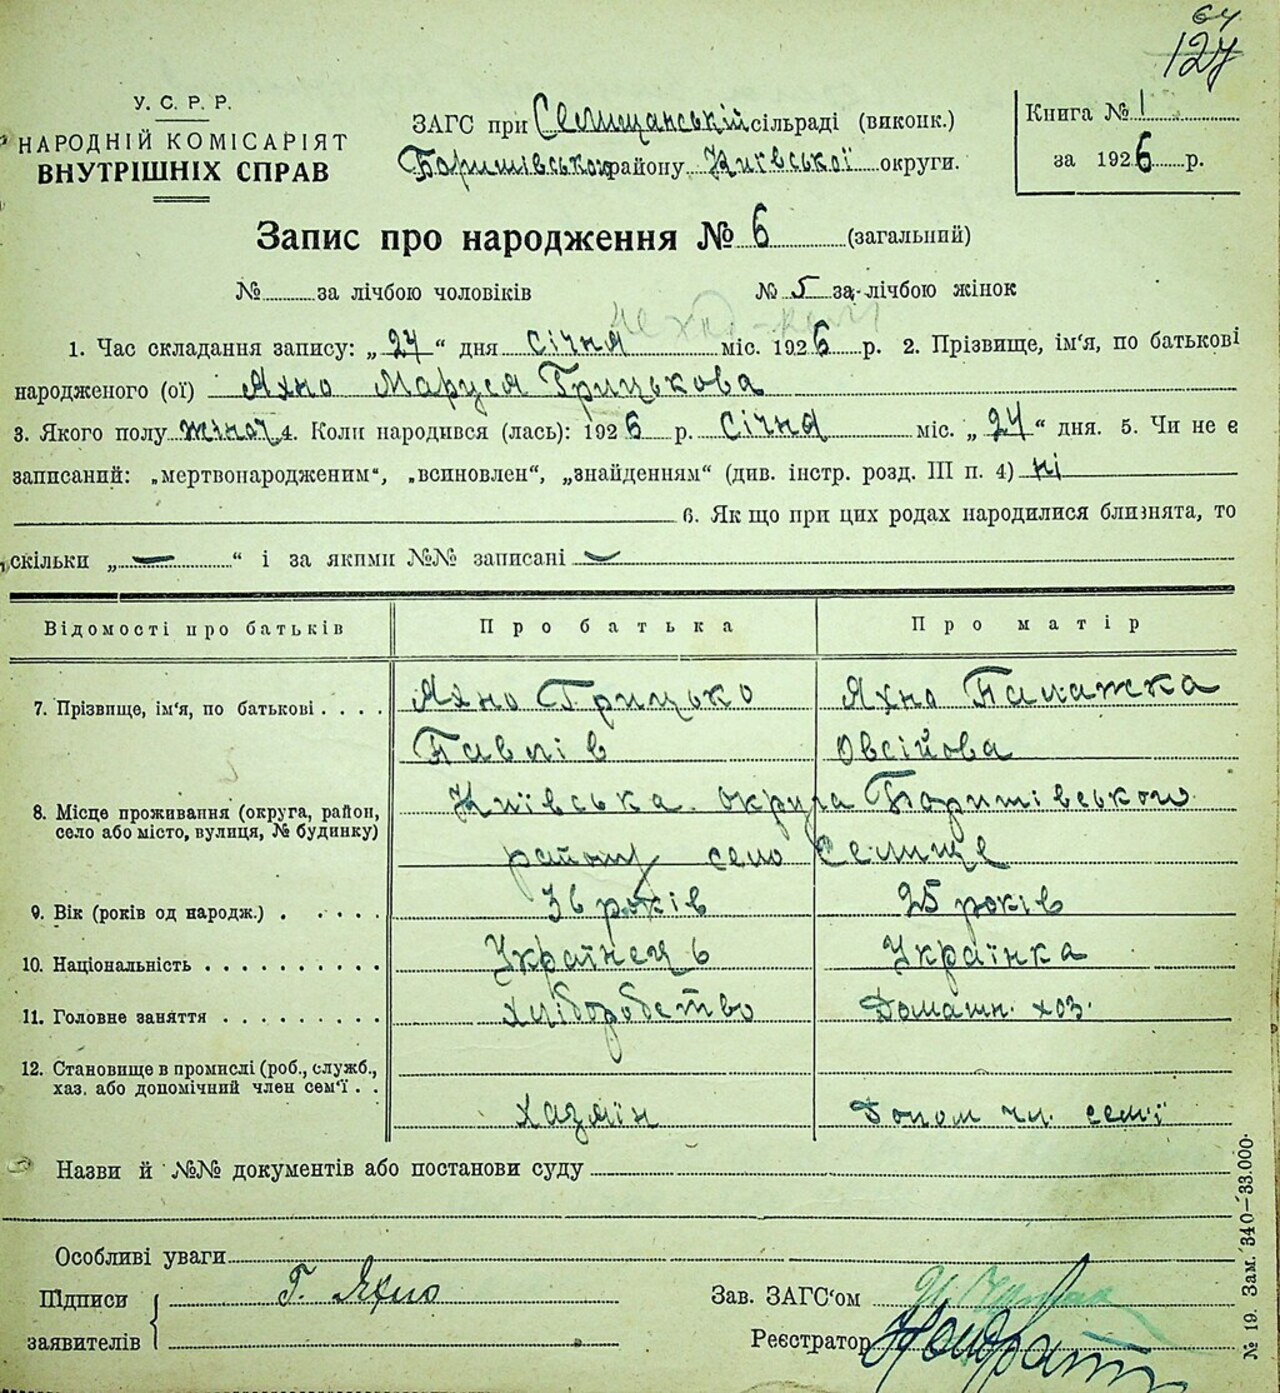 64
127
У. С. Р. Р.
НАРОДНІЙ КОМІСАРІЯТ
ВНУТРІШНІХ СПРАВ
ЗАГС при Селищанській сільраді (виконк.)
Баришівського району Київської округи.
Книга № 1
за 1926 р.
Запис про народження № 6 (загальний)
№ за лічбою чоловіків № 5 за лічбою жінок
1. Час складання запису: „27“ дня січня міс. 1926 р. 2. Прізвище, ім'я, по батькові
народженого (ої) Яхно Маруся Грицькова
3. Якого полу жіноч 4. Коли народився (лась): 1926 р. січня міс. „24“ дня. 5. Чи не є
записаний: „мертвонародженим“, „всиновлен“, „знайденням“ (див. інстр. розд. III п. 4) ні
6. Якщо при цих родах народилися близнята, то
скільки „—“ і за якими №№ записані —
Відомості про батьків Про батька Про матір
7. Прізвище, ім'я, по батькові . . . . Яхно Грицько Яхно Палажка
Павлів Овсійова
8. Місце проживання (округа, район, Київська округа Баришівського
село або місто, вулиця, № будинку)
району село Селище
9. Вік (років од народж.) . . . . . 36 років 25 років
10. Національність . . . . . . . . . . Українець Українка
11. Головне заняття . . . . . . . . . Хліборобство Домашн. хоз.
12. Становище в промислі (роб., служб.,
хаз. або допомічний член сем'ї . .
Хазяїн Допом чл. сем'ї
Назви й №№ документів або постанови суду
Особливі уваги
Підписи Г. Яхно Зав. ЗАГС'ом
заявителів Реєстратор
№ 19. Зам. 340—33.000.